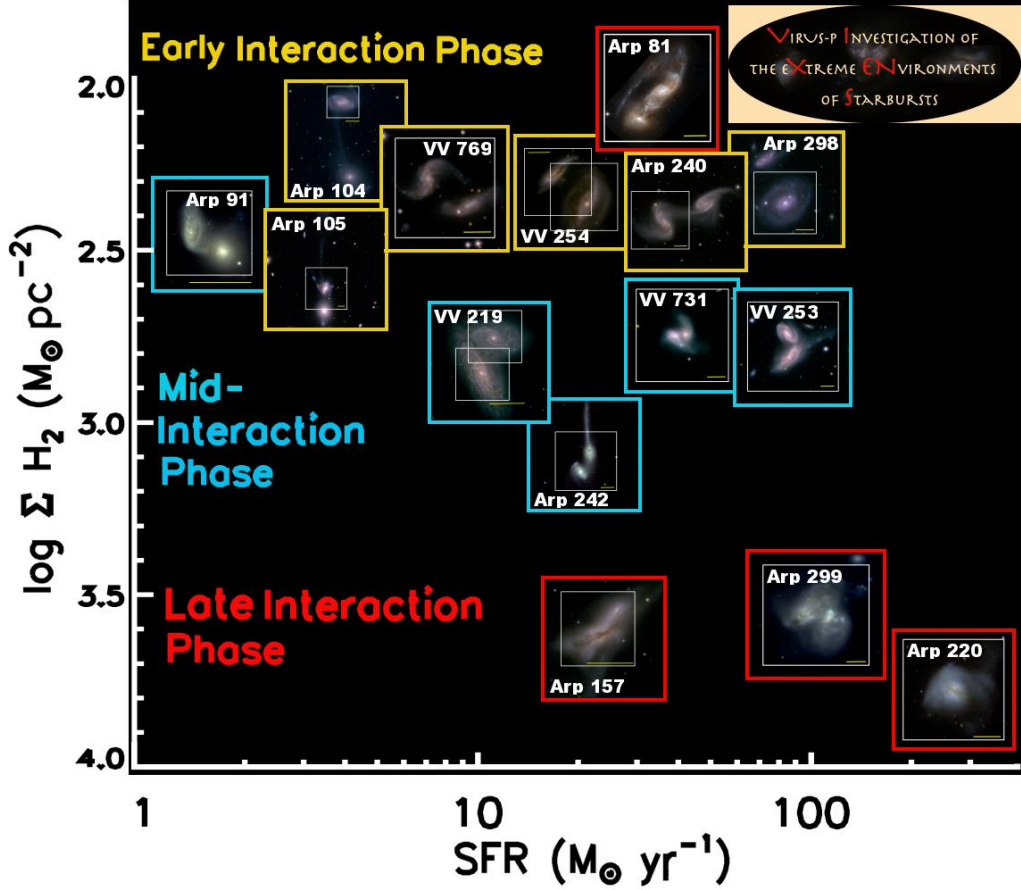 Early Interaction Phase
Arp 81
VIRUS-P INVESTIGATION OF
THE EXTREME ENVIRONMENTS
OF STARBURSTS
2.0
VV 769
Arp 298
Arp 104
Arp 240
Arp 91
Arp 105
VV 254
2.5
VV 219
VV 731
VV 253
Mid-
Interaction
Phase
3.0
Arp 242
log Σ H₂ (M⊙ pc⁻²)
3.5
Late Interaction
Phase
Arp 299
Arp 220
Arp 157
4.0
1 10 100
SFR (M⊙ yr⁻¹)